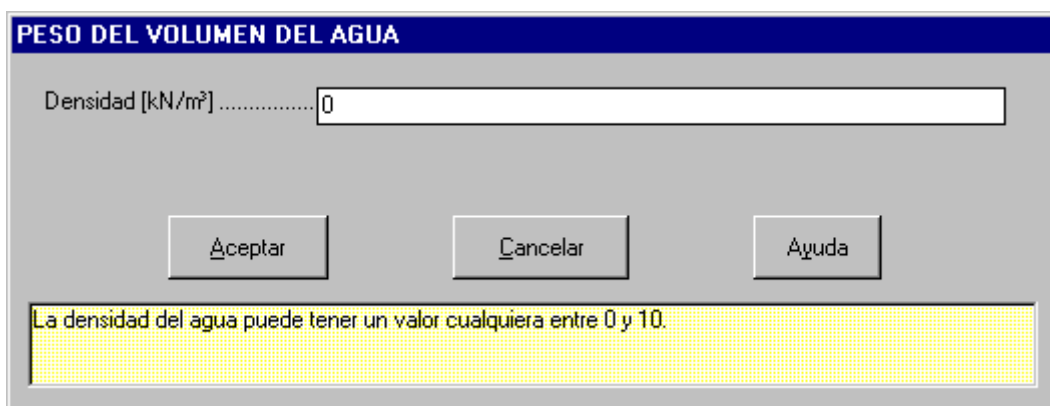 PESO DEL VOLUMEN DEL AGUA
Densidad [kN/m³] ................ 0
Aceptar Cancelar Ayuda
La densidad del agua puede tener un valor cualquiera entre 0 y 10.